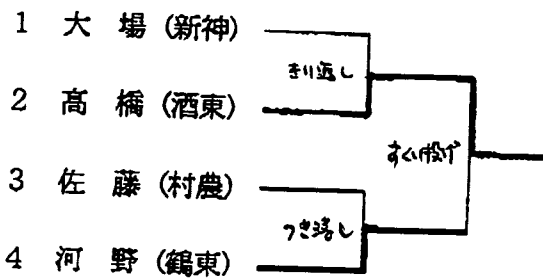 1 大場 (新神)
きり返し
2 髙橋 (酒東)
すくい投げ
3 佐藤 (村農)
つき落し
4 河野 (鶴東)